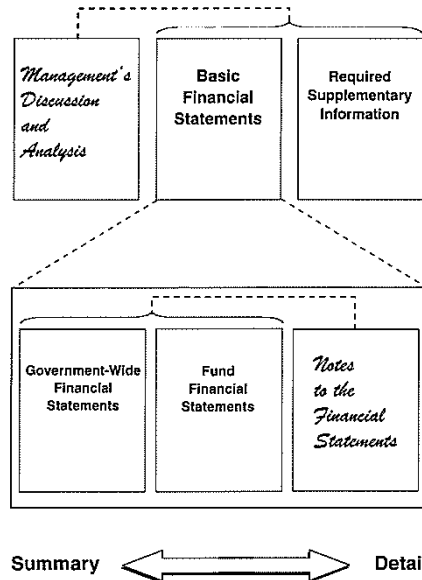 Management's
Discussion
and
Analysis
Basic
Financial
Statements
Required
Supplementary
Information
Government-Wide
Financial
Statements
Fund
Financial
Statements
Notes
to the
Financial
Statements
Summary
Detai